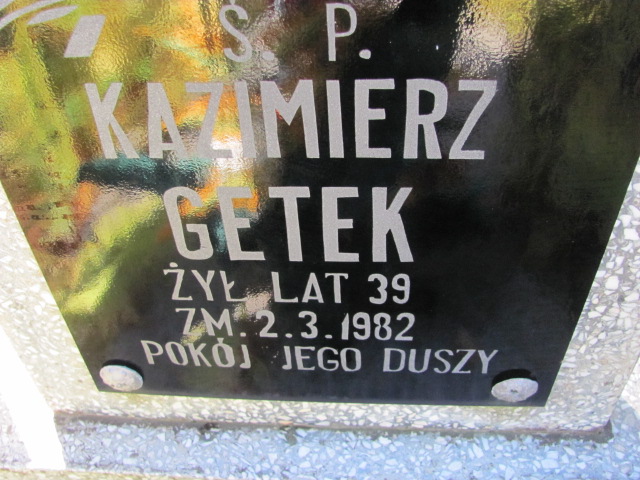 Ś. P.
KAZIMIERZ
GETEK
ŻYŁ LAT 39
ZM. 2.3.1982
POKÓJ JEGO DUSZY